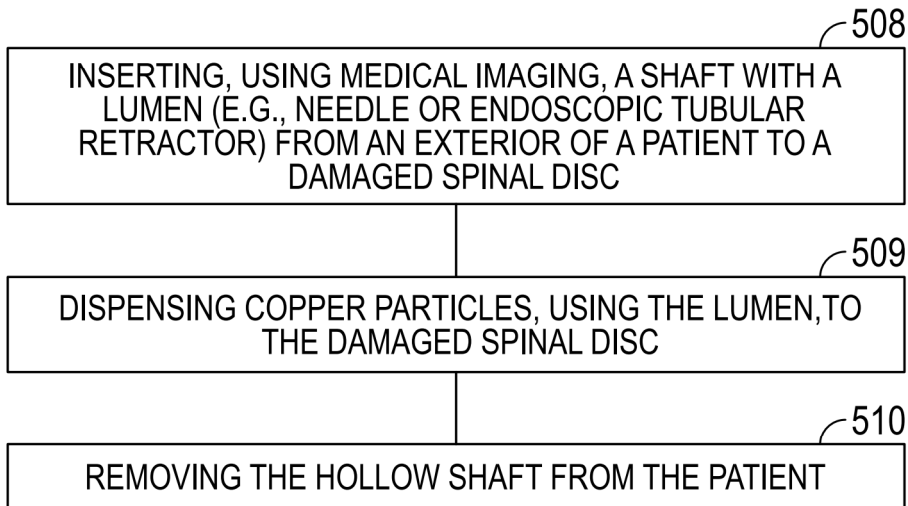 508
INSERTING, USING MEDICAL IMAGING, A SHAFT WITH A
LUMEN (E.G., NEEDLE OR ENDOSCOPIC TUBULAR
RETRACTOR) FROM AN EXTERIOR OF A PATIENT TO A
DAMAGED SPINAL DISC
509
DISPENSING COPPER PARTICLES, USING THE LUMEN,TO
THE DAMAGED SPINAL DISC
510
REMOVING THE HOLLOW SHAFT FROM THE PATIENT